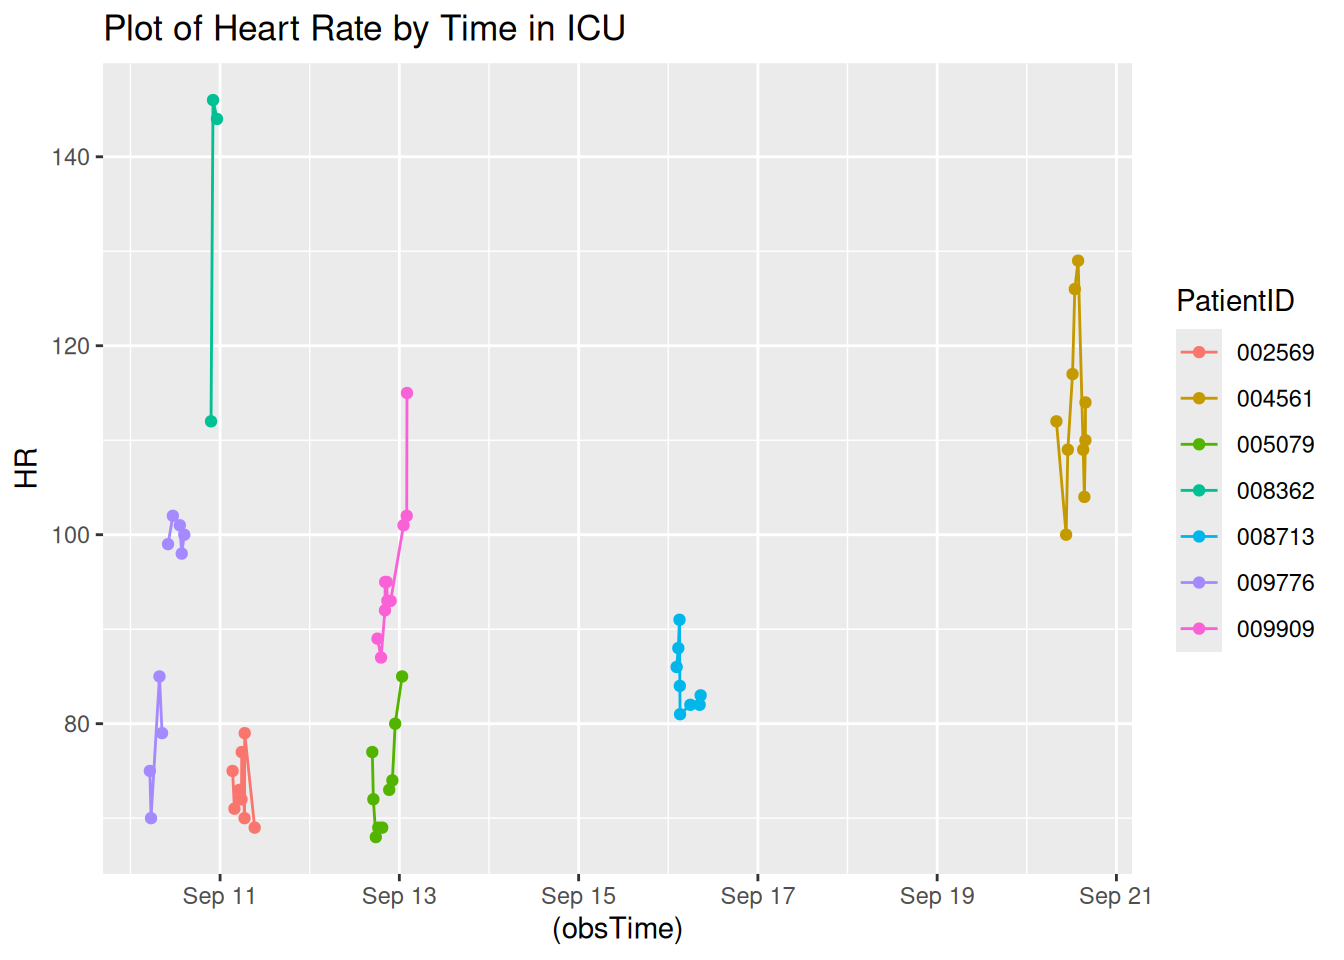 Plot of Heart Rate by Time in ICU
140
120
100
80
HR
Sep 11 Sep 13 Sep 15 Sep 17 Sep 19 Sep 21
(obsTime)
PatientID
002569
004561
005079
008362
008713
009776
009909